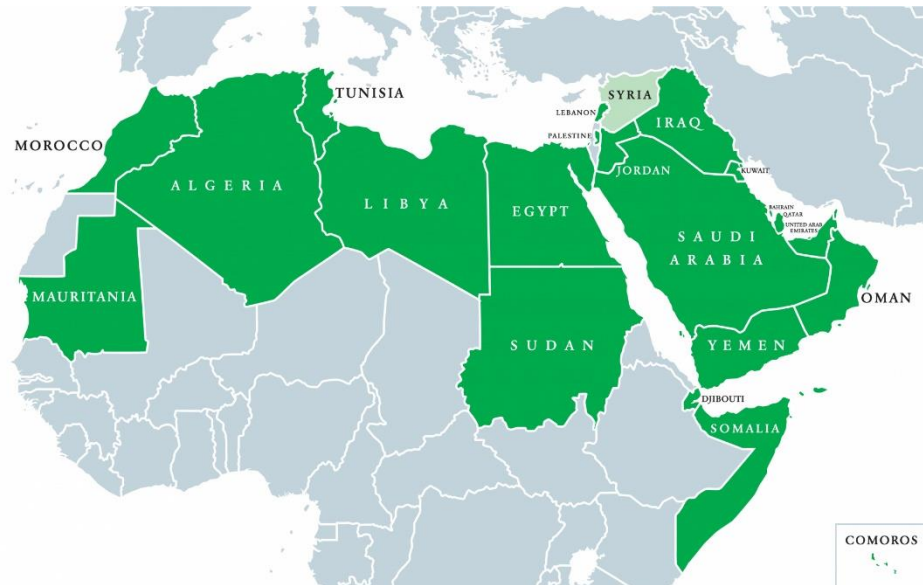 TUNISIA
MOROCCO
ALGERIA
LIBYA
EGYPT
MAURITANIA
SUDAN
LEBANON
SYRIA
PALESTINE
IRAQ
JORDAN
KUWAIT
BAHRAIN
QATAR
UNITED ARAB
EMIRATES
SAUDI
ARABIA
OMAN
YEMEN
DJIBOUTI
SOMALIA
COMOROS